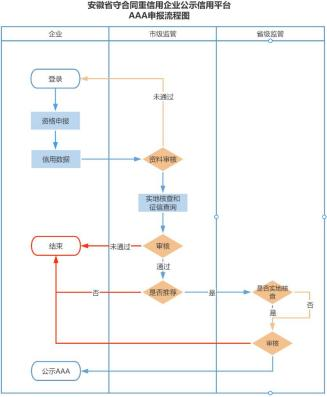 安徽省守合同重信用企业公示信用平台
AAA申报流程图
企业
市级监管
省级监管
登录
未通过
资格申报
信用数据
资料审核
实地核查和
征信查询
结束
未通过
审核
通过
否
是否推荐
是
是否实地核
查
是
否
审核
公示AAA